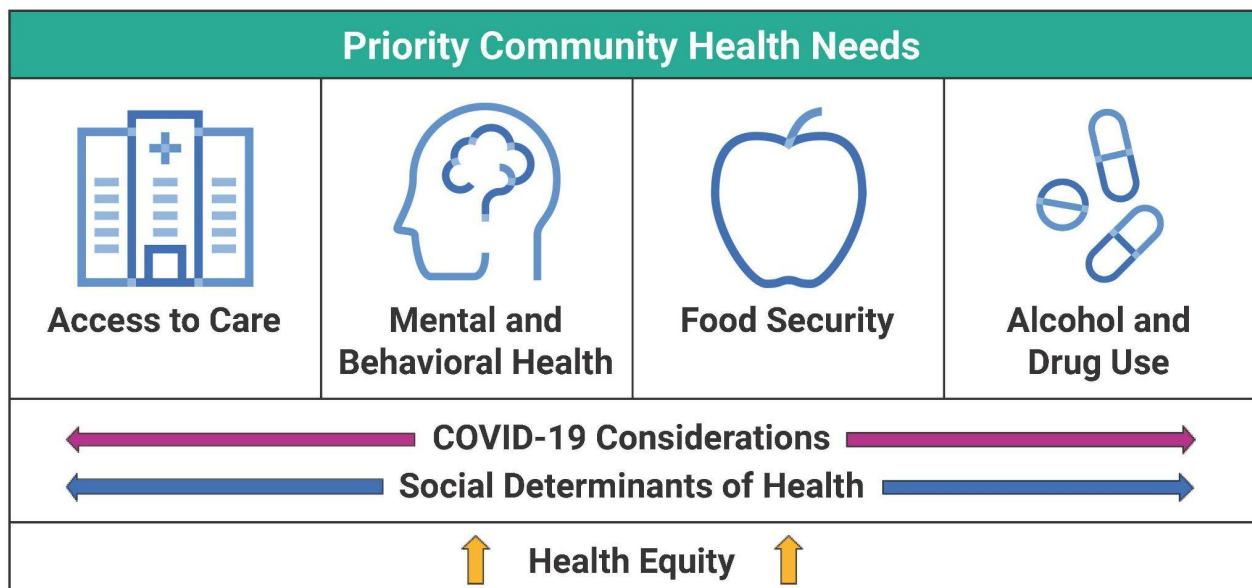 Priority Community Health Needs
Access to Care
Mental and
Behavioral Health
Food Security
Alcohol and
Drug Use
COVID-19 Considerations
Social Determinants of Health
Health Equity